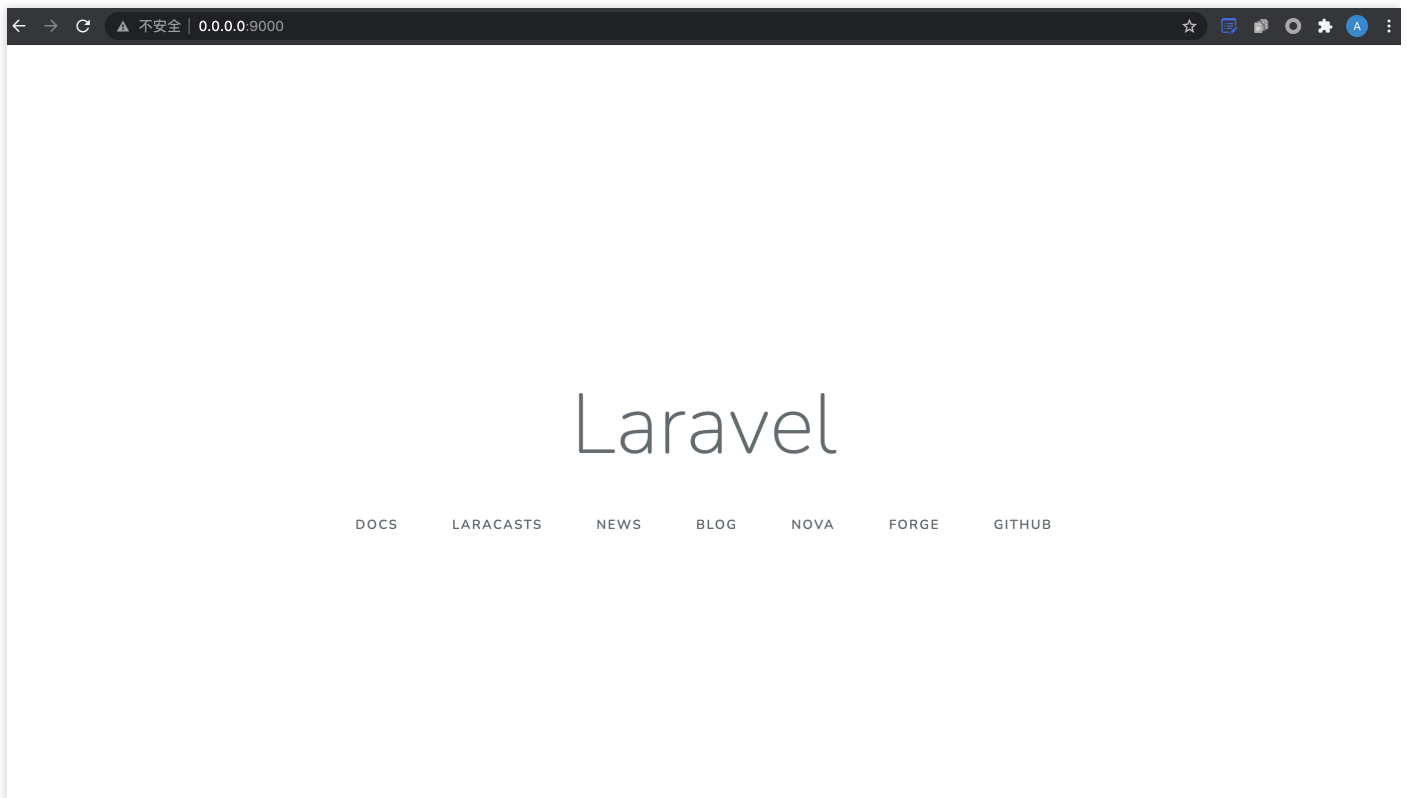 不安全 0.0.0.0:9000
A
Laravel
DOCS LARACASTS NEWS BLOG NOVA FORGE GITHUB